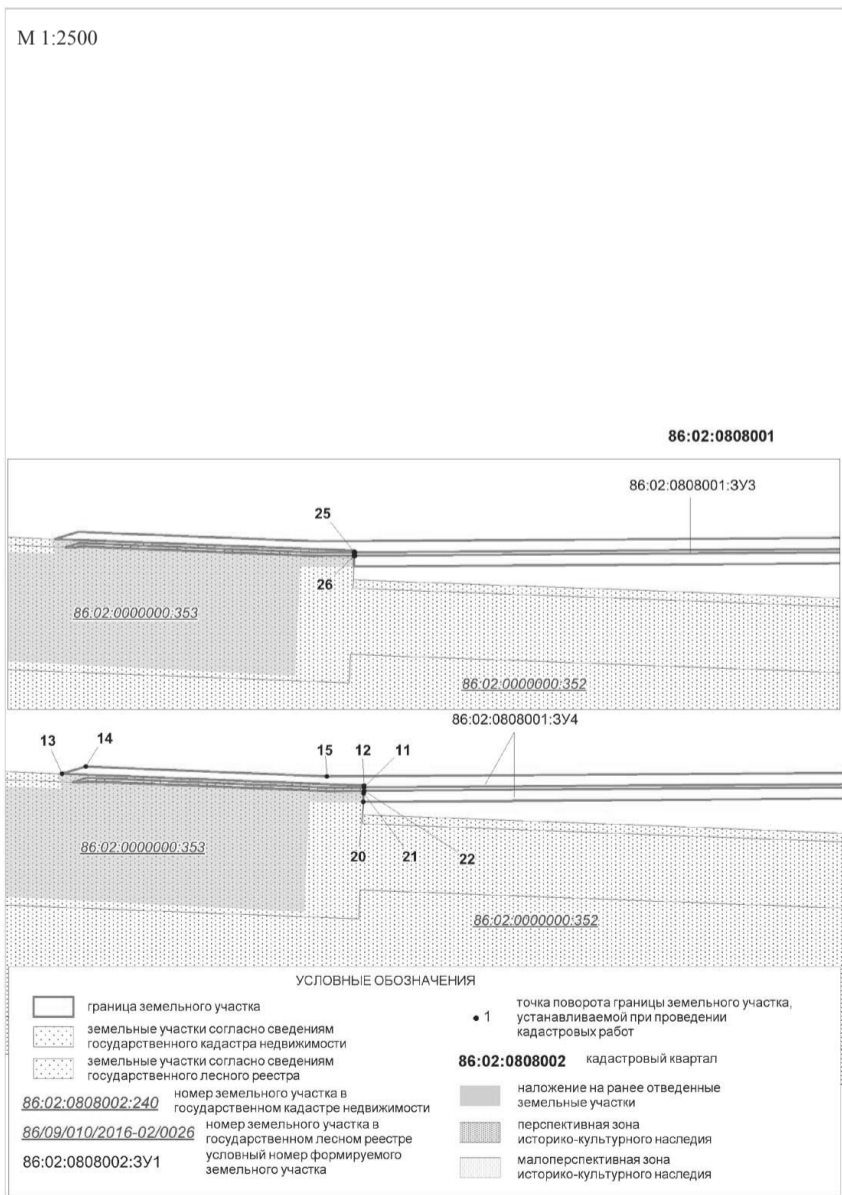 М 1:2500
86:02:0808001
86:02:0808001:ЗУ3
25
26
86:02:0000000:353
86:02:0000000:352
86:02:0808001:ЗУ4
13
14
15
12
11
86:02:0000000:353
20
21
22
86:02:0000000:352
УСЛОВНЫЕ ОБОЗНАЧЕНИЯ
граница земельного участка
земельные участки согласно сведениям
государственного кадастра недвижимости
земельные участки согласно сведениям
государственного лесного реестра
86:02:0808002:240
номер земельного участка в
государственном кадастре недвижимости
86/09/010/2016-02/0026
номер земельного участка в
государственном лесном реестре
86:02:0808002:ЗУ1
условный номер формируемого
земельного участка
1
точка поворота границы земельного участка,
устанавливаемой при проведении
кадастровых работ
86:02:0808002 кадастровый квартал
наложение на ранее отведенные
земельные участки
перспективная зона
историко-культурного наследия
малоперспективная зона
историко-культурного наследия